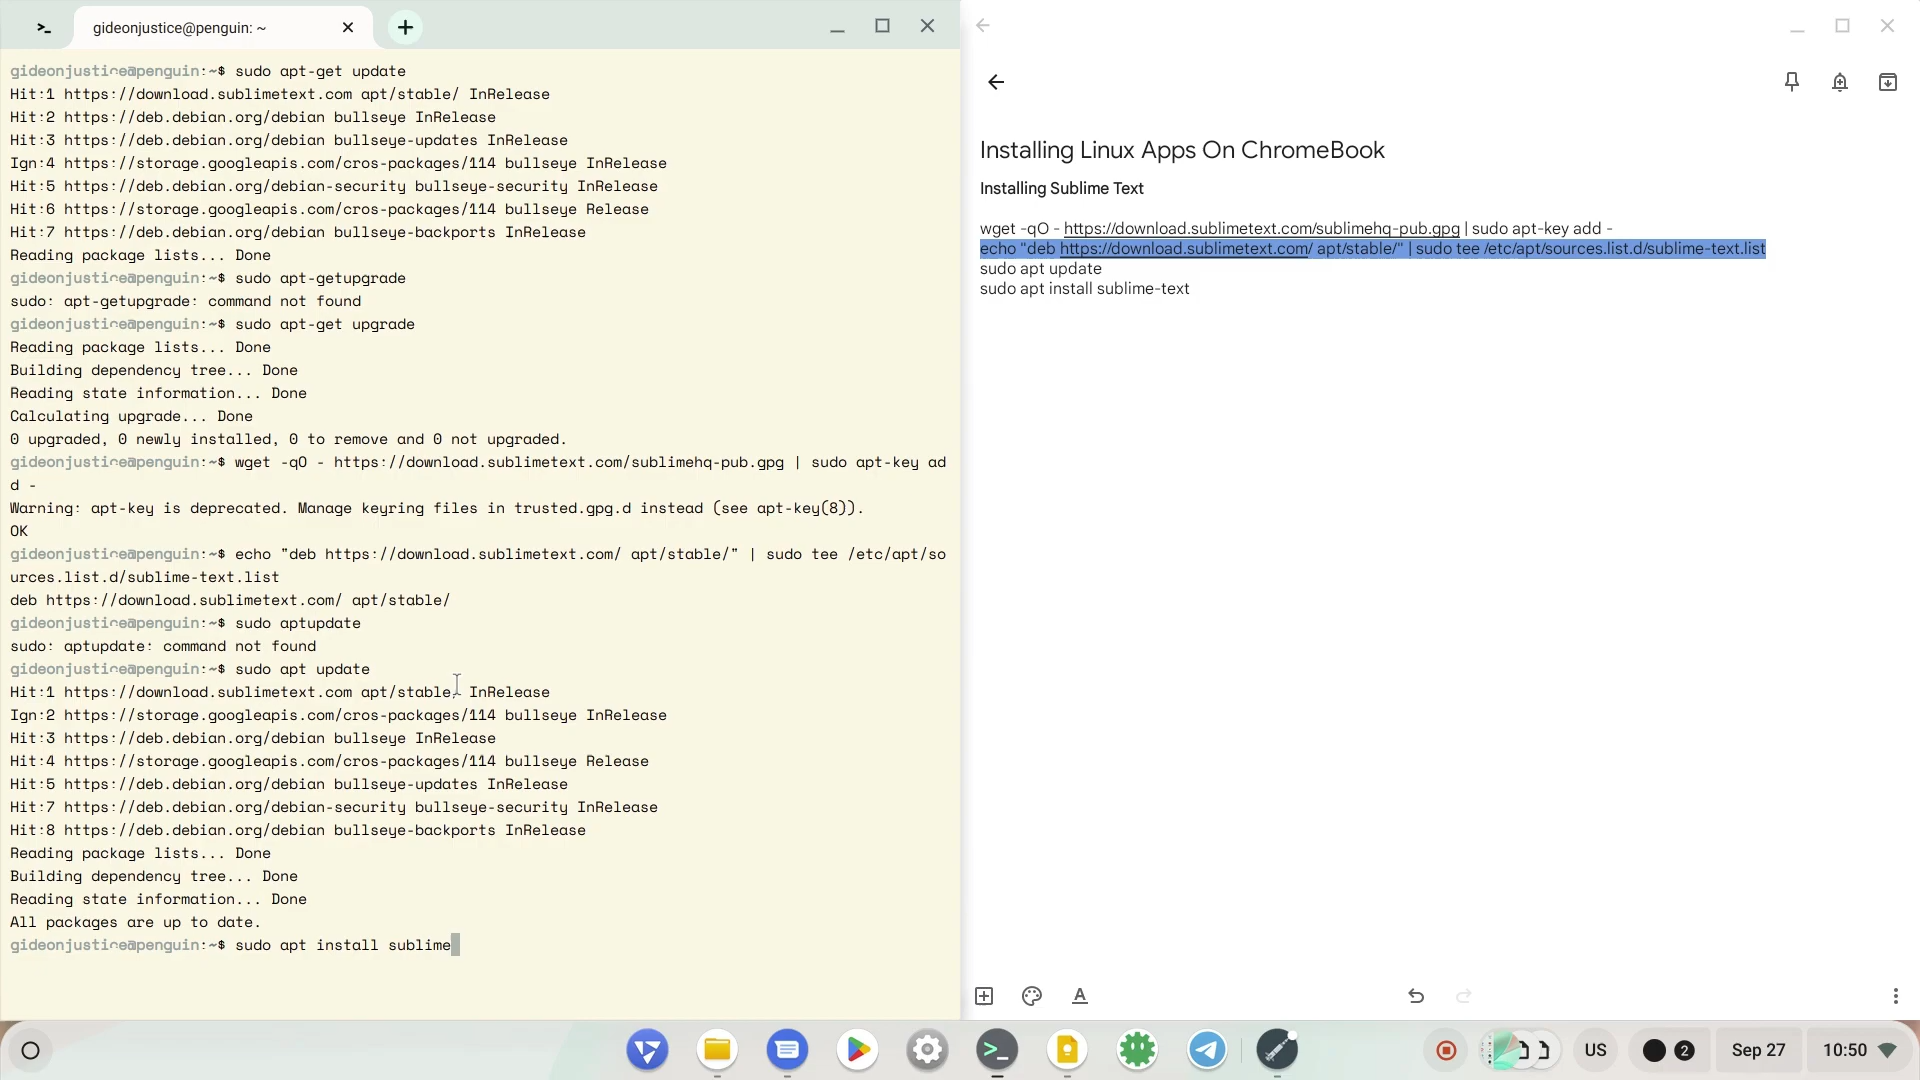 gideonjustice@penguin: ~
gideonjustice@penguin:~$ sudo apt-get update
Hit:1 https://download.sublimetext.com apt/stable/ InRelease
Hit:2 https://deb.debian.org/debian bullseye InRelease
Hit:3 https://deb.debian.org/debian bullseye-updates InRelease
Ign:4 https://storage.googleapis.com/cros-packages/114 bullseye InRelease
Hit:5 https://deb.debian.org/debian-security bullseye-security InRelease
Hit:6 https://storage.googleapis.com/cros-packages/114 bullseye Release
Hit:7 https://deb.debian.org/debian bullseye-backports InRelease
Reading package lists... Done
gideonjustice@penguin:~$ sudo apt-getupgrade
sudo: apt-getupgrade: command not found
gideonjustice@penguin:~$ sudo apt-get upgrade
Reading package lists... Done
Building dependency tree... Done
Reading state information... Done
Calculating upgrade... Done
0 upgraded, 0 newly installed, 0 to remove and 0 not upgraded.
gideonjustice@penguin:~$ wget -qO - https://download.sublimetext.com/sublimehq-pub.gpg | sudo apt-key ad
d -
Warning: apt-key is deprecated. Manage keyring files in trusted.gpg.d instead (see apt-key(8)).
OK
gideonjustice@penguin:~$ echo "deb https://download.sublimetext.com/ apt/stable/" | sudo tee /etc/apt/so
urces.list.d/sublime-text.list
deb https://download.sublimetext.com/ apt/stable/
gideonjustice@penguin:~$ sudo aptupdate
sudo: aptupdate: command not found
gideonjustice@penguin:~$ sudo apt update
Hit:1 https://download.sublimetext.com apt/stable/ InRelease
Ign:2 https://storage.googleapis.com/cros-packages/114 bullseye InRelease
Hit:3 https://deb.debian.org/debian bullseye InRelease
Hit:4 https://storage.googleapis.com/cros-packages/114 bullseye Release
Hit:5 https://deb.debian.org/debian bullseye-updates InRelease
Hit:7 https://deb.debian.org/debian-security bullseye-security InRelease
Hit:8 https://deb.debian.org/debian bullseye-backports InRelease
Reading package lists... Done
Building dependency tree... Done
Reading state information... Done
All packages are up to date.
gideonjustice@penguin:~$ sudo apt install sublime
Installing Linux Apps On ChromeBook
Installing Sublime Text
wget -qO - https://download.sublimetext.com/sublimehq-pub.gpg | sudo apt-key add -
echo "deb https://download.sublimetext.com/ apt/stable/" | sudo tee /etc/apt/sources.list.d/sublime-text.list
sudo apt update
sudo apt install sublime-text
US
2
Sep 27
10:50